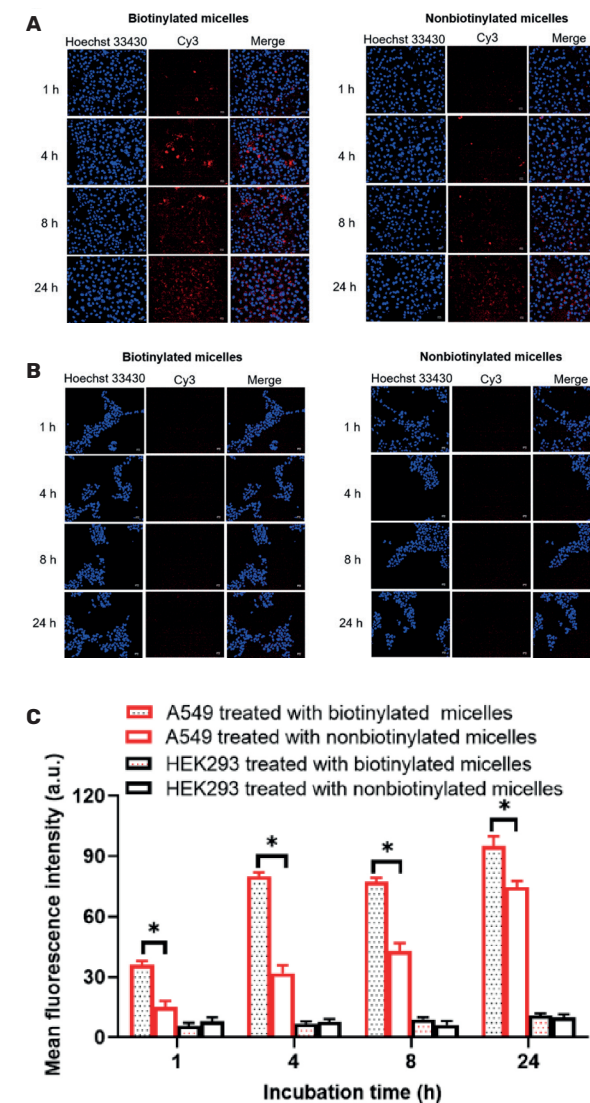 A
Biotinylated micelles
Nonbiotinylated micelles
Hoechst 33430 Cy3 Merge
Hoechst 33430 Cy3 Merge
1 h
1 h
4 h
4 h
8 h
8 h
24 h
24 h
B
Biotinylated micelles
Nonbiotinylated micelles
Hoechst 33430 Cy3 Merge
Hoechst 33430 Cy3 Merge
1 h
1 h
4 h
4 h
8 h
8 h
24 h
24 h
C
A549 treated with biotinylated micelles
A549 treated with nonbiotinylated micelles
HEK293 treated with biotinylated micelles
HEK293 treated with nonbiotinylated micelles
Mean fluorescence intensity (a.u.)
120
90
60
30
0
* * * *
1 4 8 24
Incubation time (h)